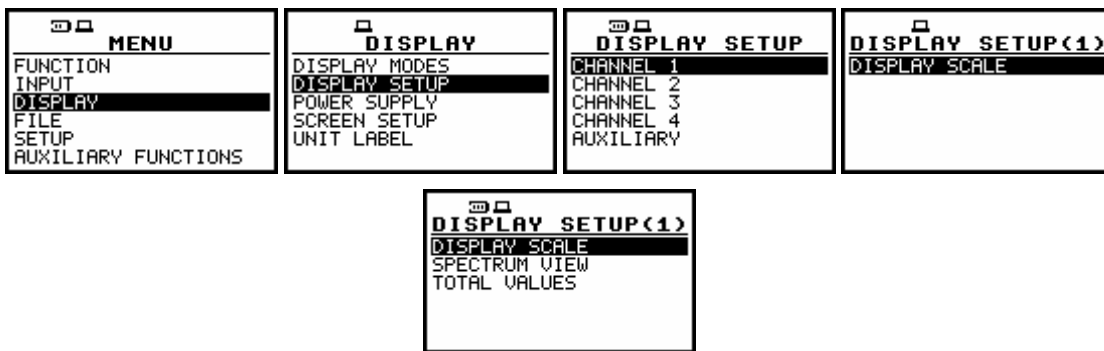 MENU
FUNCTION
INPUT
DISPLAY
FILE
SETUP
AUXILIARY FUNCTIONS
DISPLAY
DISPLAY MODES
DISPLAY SETUP
POWER SUPPLY
SCREEN SETUP
UNIT LABEL
DISPLAY SETUP
CHANNEL 1
CHANNEL 2
CHANNEL 3
CHANNEL 4
AUXILIARY
DISPLAY SETUP(1)
DISPLAY SCALE
DISPLAY SETUP(1)
DISPLAY SCALE
SPECTRUM VIEW
TOTAL VALUES